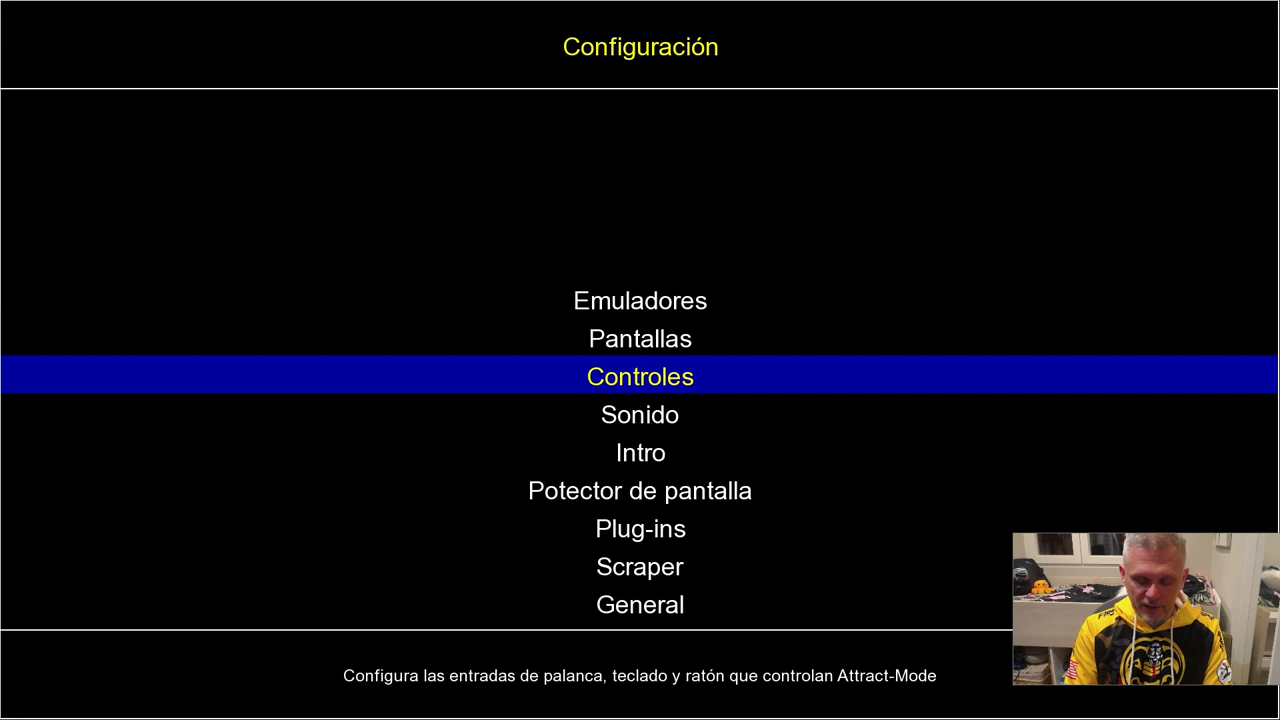 Configuración
Emuladores
Pantallas
Controles
Sonido
Intro
Potector de pantalla
Plug-ins
Scraper
General
Configura las entradas de palanca, teclado y ratón que controlan Attract-Mode